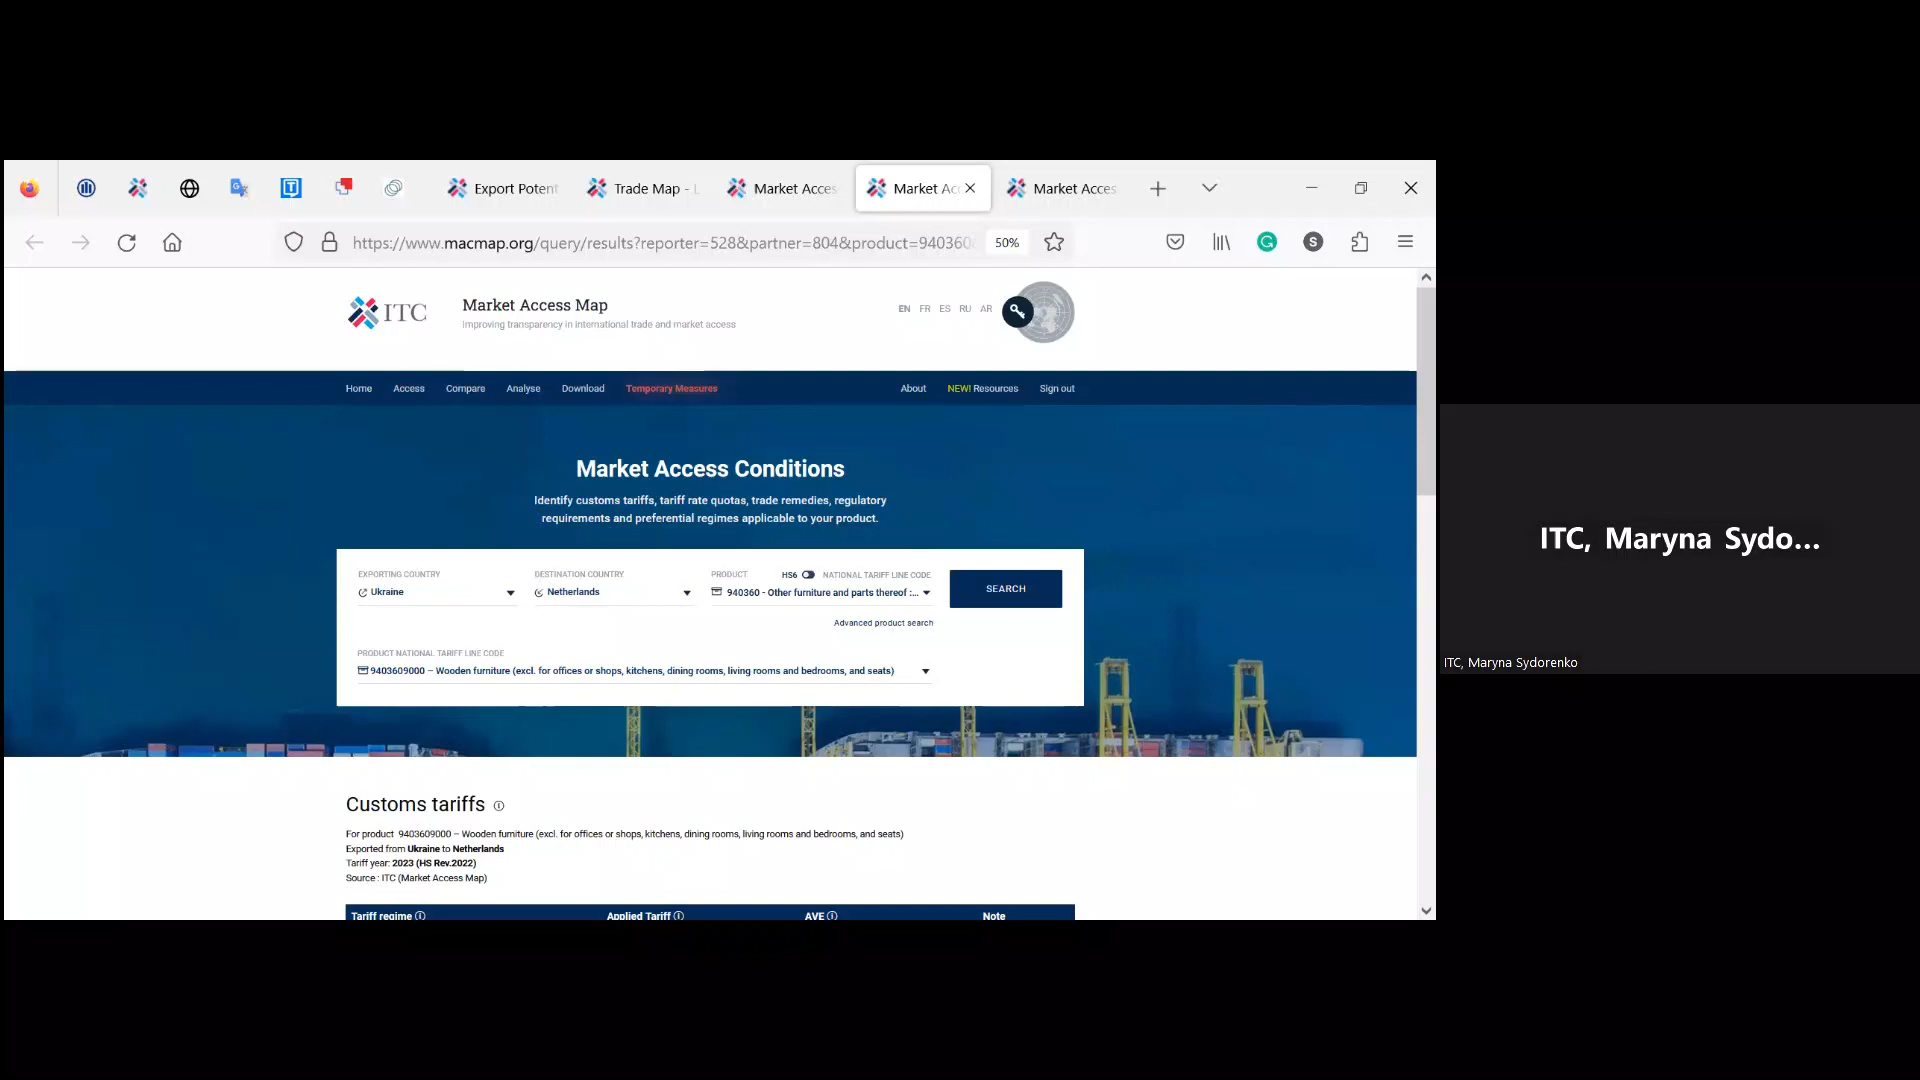 Export Potent
Trade Map - L
Market Acces
Market Ac
Market Acces
https://www.macmap.org/query/results?reporter=528&partner=804&product=940360
50%
S
ITC
Market Access Map
Improving transparency in international trade and market access
EN FR ES RU AR
Home Access Compare Analyse Download Temporary Measures About NEW! Resources Sign out
Market Access Conditions
Identify customs tariffs, tariff rate quotas, trade remedies, regulatory
requirements and preferential regimes applicable to your product.
EXPORTING COUNTRY DESTINATION COUNTRY PRODUCT HS6 NATIONAL TARIFF LINE CODE
Ukraine Netherlands 940360 - Other furniture and parts thereof :...
SEARCH
Advanced product search
PRODUCT NATIONAL TARIFF LINE CODE
9403609000 – Wooden furniture (excl. for offices or shops, kitchens, dining rooms, living rooms and bedrooms, and seats)
Customs tariffs
For product 9403609000 – Wooden furniture (excl. for offices or shops, kitchens, dining rooms, living rooms and bedrooms, and seats)
Exported from Ukraine to Netherlands
Tariff year: 2023 (HS Rev.2022)
Source : ITC (Market Access Map)
Tariff regime Applied Tariff AVE Note
ITC, Maryna Sydo...
ITC, Maryna Sydorenko